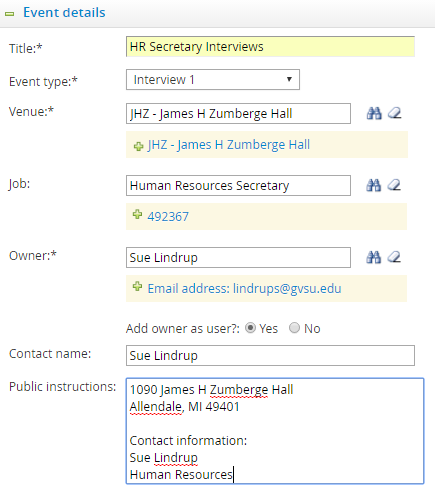 Event details
Title:* HR Secretary Interviews
Event type:* Interview 1
Venue:* JHZ - James H Zumberge Hall
JHZ - James H Zumberge Hall
Job: Human Resources Secretary
492367
Owner:* Sue Lindrup
Email address: lindrups@gvsu.edu
Add owner as user?: Yes No
Contact name: Sue Lindrup
Public instructions: 1090 James H Zumberge Hall
Allendale, MI 49401
Contact information:
Sue Lindrup
Human Resources